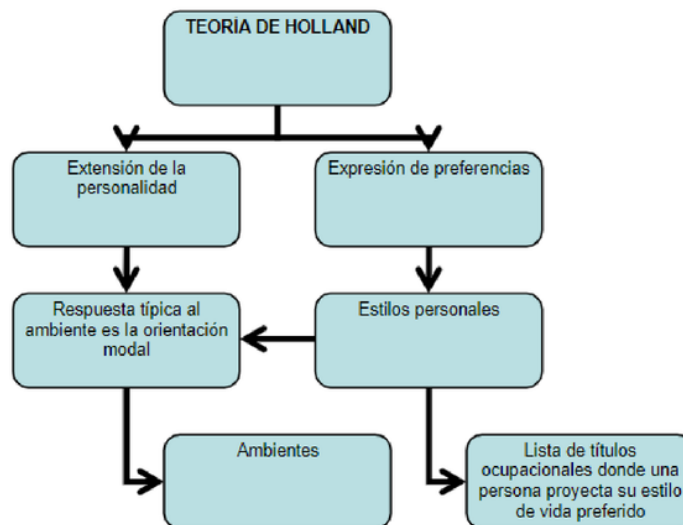 TEORÍA DE HOLLAND
Extensión de la
personalidad
Expresión de preferencias
Respuesta típica al
ambiente es la orientación
modal
Estilos personales
Ambientes
Lista de títulos
ocupacionales donde una
persona proyecta su estilo
de vida preferido